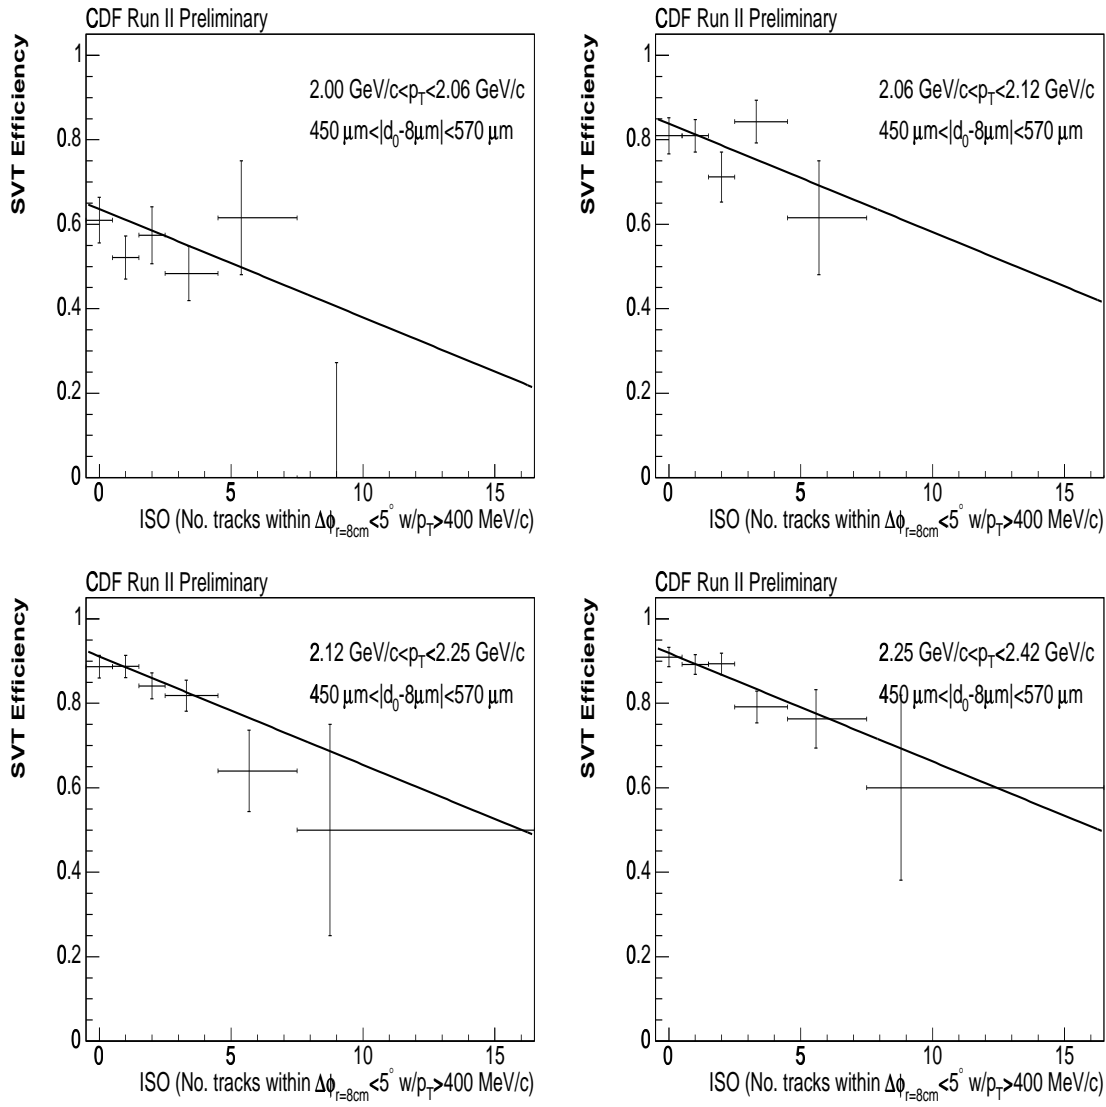 CDF Run II Preliminary
SVT Efficiency
2.00 GeV/c<p_T<2.06 GeV/c
450 μm<|d_0-8μm|<570 μm
1
0.8
0.6
0.4
0.2
0
0 5 10 15
ISO (No. tracks within Δϕ_r=8cm<5° w/p_T>400 MeV/c)
CDF Run II Preliminary
SVT Efficiency
2.06 GeV/c<p_T<2.12 GeV/c
450 μm<|d_0-8μm|<570 μm
1
0.8
0.6
0.4
0.2
0
0 5 10 15
ISO (No. tracks within Δϕ_r=8cm<5° w/p_T>400 MeV/c)
CDF Run II Preliminary
SVT Efficiency
2.12 GeV/c<p_T<2.25 GeV/c
450 μm<|d_0-8μm|<570 μm
1
0.8
0.6
0.4
0.2
0
0 5 10 15
ISO (No. tracks within Δϕ_r=8cm<5° w/p_T>400 MeV/c)
CDF Run II Preliminary
SVT Efficiency
2.25 GeV/c<p_T<2.42 GeV/c
450 μm<|d_0-8μm|<570 μm
1
0.8
0.6
0.4
0.2
0
0 5 10 15
ISO (No. tracks within Δϕ_r=8cm<5° w/p_T>400 MeV/c)